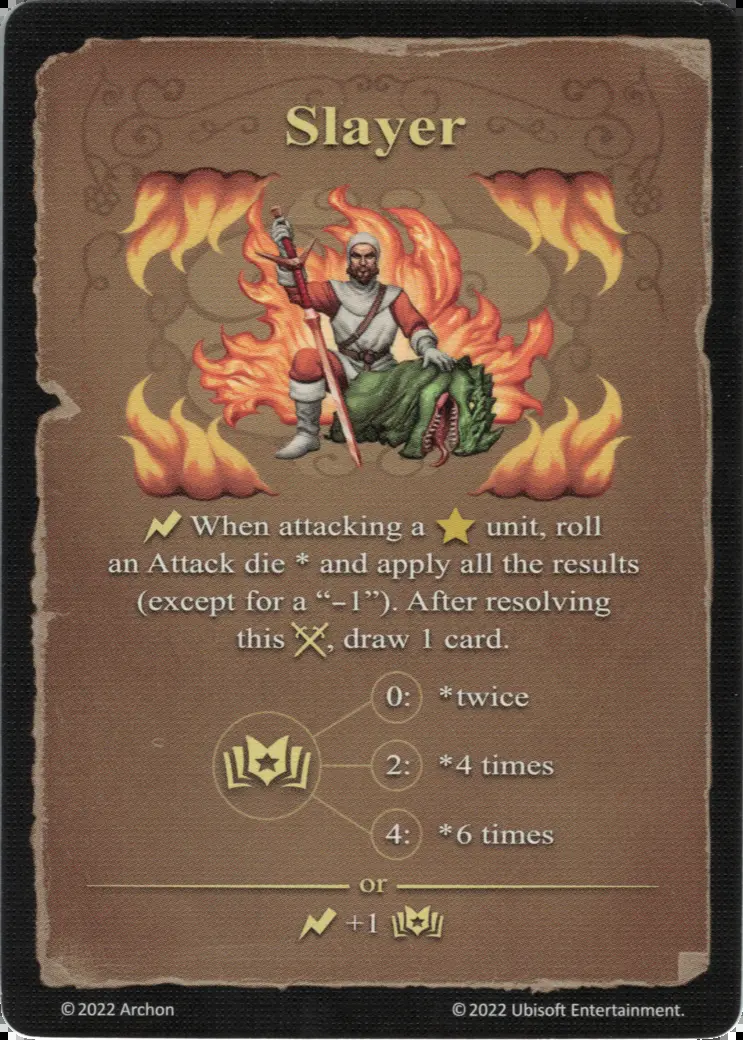 Slayer
When attacking a unit, roll
an Attack die * and apply all the results
(except for a “–1”). After resolving
this , draw 1 card.
0: *twice
2: *4 times
4: *6 times
or
+1
© 2022 Archon © 2022 Ubisoft Entertainment.